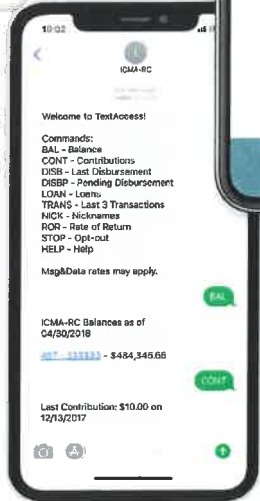 10:02
ICMA-RC
Welcome to TextAccess!
Commands:
BAL - Balance
CONT - Contributions
DISB - Last Disbursement
DISBP - Pending Disbursement
LOAN - Loans
TRANS - Last 3 Transactions
NICK - Nicknames
ROR - Rate of Return
STOP - Opt-out
HELP - Help
Msg&Data rates may apply.
BAL
ICMA-RC Balances as of
04/30/2018
- $484,345.66
CONT
Last Contribution: $10.00 on
12/13/2017